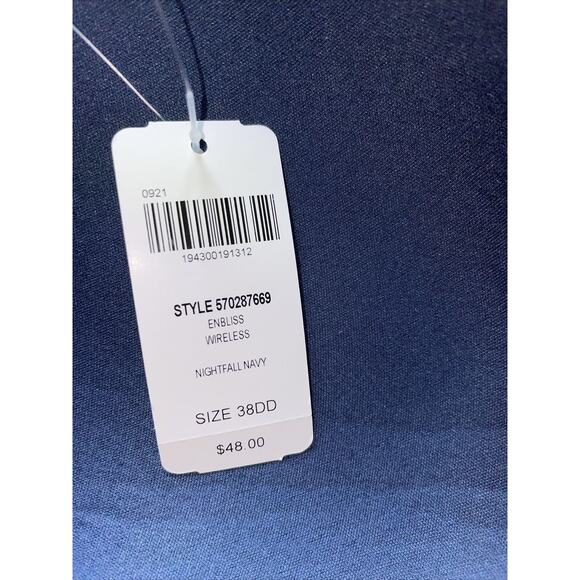 0921
194300191312
STYLE 570287669
ENBLISS
WIRELESS
NIGHTFALL NAVY
SIZE 38DD
$48.00